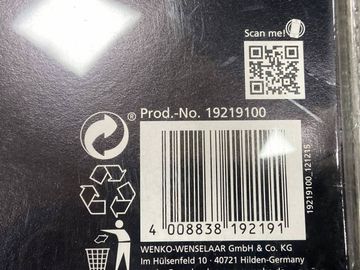 Scan me!
®
Prod.-No. 19219100
4 008838 192191
19219100_121215
WENKO-WENSELAAR GmbH & Co. KG
Im Hülsenfeld 10 · 40721 Hilden-Germany